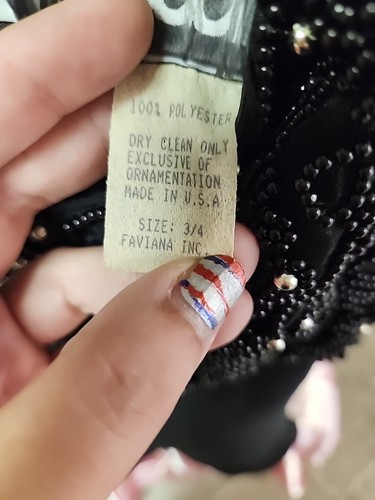 100% POLYESTER
DRY CLEAN ONLY
EXCLUSIVE OF
ORNAMENTATION
MADE IN U.S.A
SIZE: 3/4
FAVIANA INC.